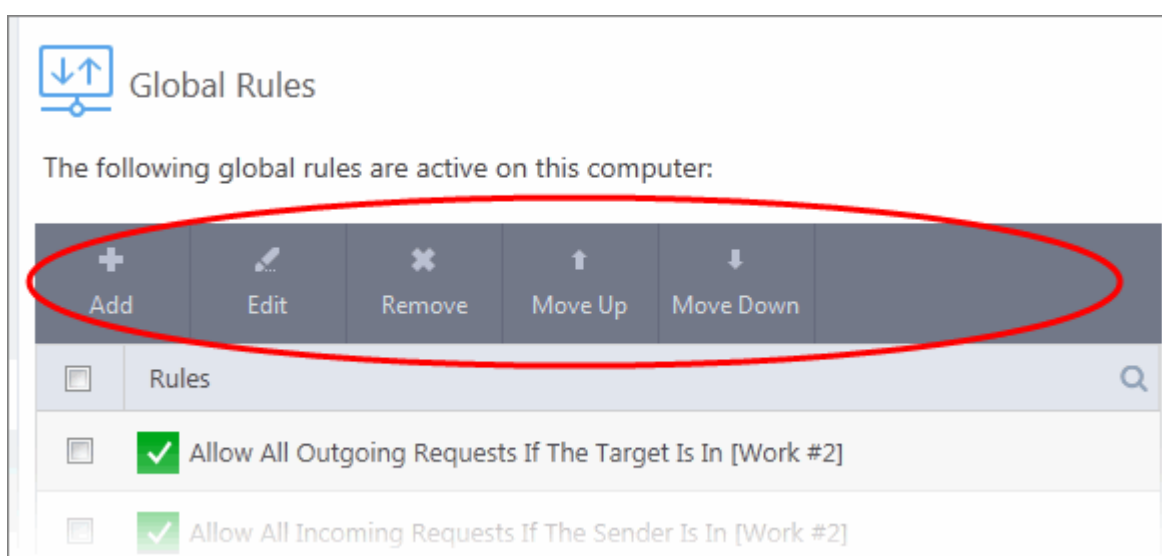 Global Rules
The following global rules are active on this computer:
Add Edit Remove Move Up Move Down
Rules
Allow All Outgoing Requests If The Target Is In [Work #2]
Allow All Incoming Requests If The Sender Is In [Work #2]